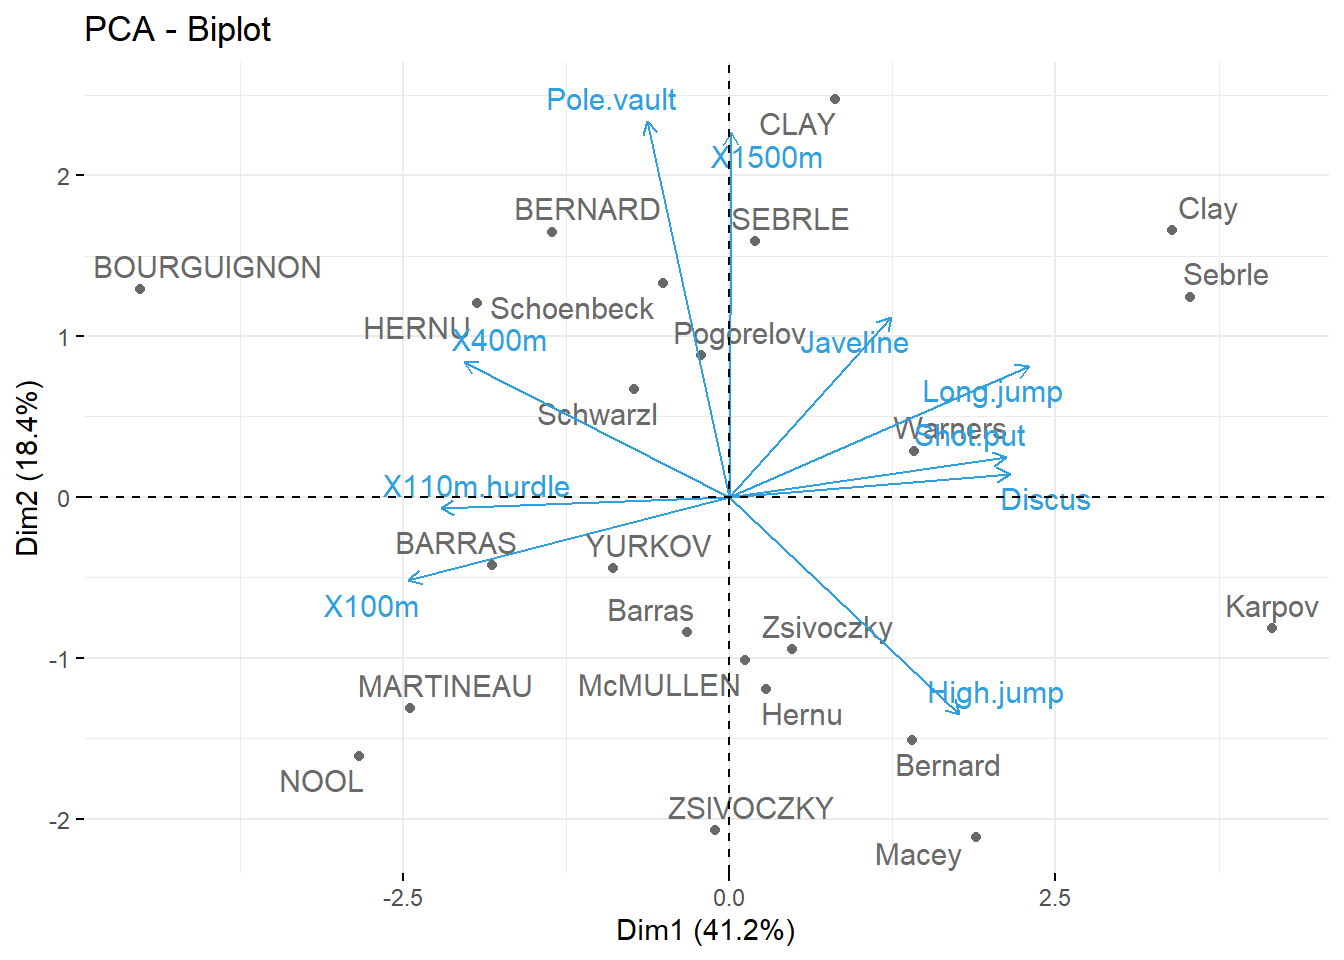 PCA - Biplot
Pole.vault
CLAY
X1500m
BERNARD
SEBRLE
Clay
BOURGUIGNON
Sebrle
HERNU
Schoenbeck
X400m
Pogorelov
Javeline
Schwarzl
Long.jump
Warners
Shot.put
X110m.hurdle
Discus
BARRAS
YURKOV
X100m
Barras
Zsivoczky
Karpov
MARTINEAU
McMULLEN
High.jump
Hernu
NOOL
Bernard
ZSIVOCZKY
Macey
2
1
0
-1
-2
Dim2 (18.4%)
-2.5 0.0 2.5
Dim1 (41.2%)